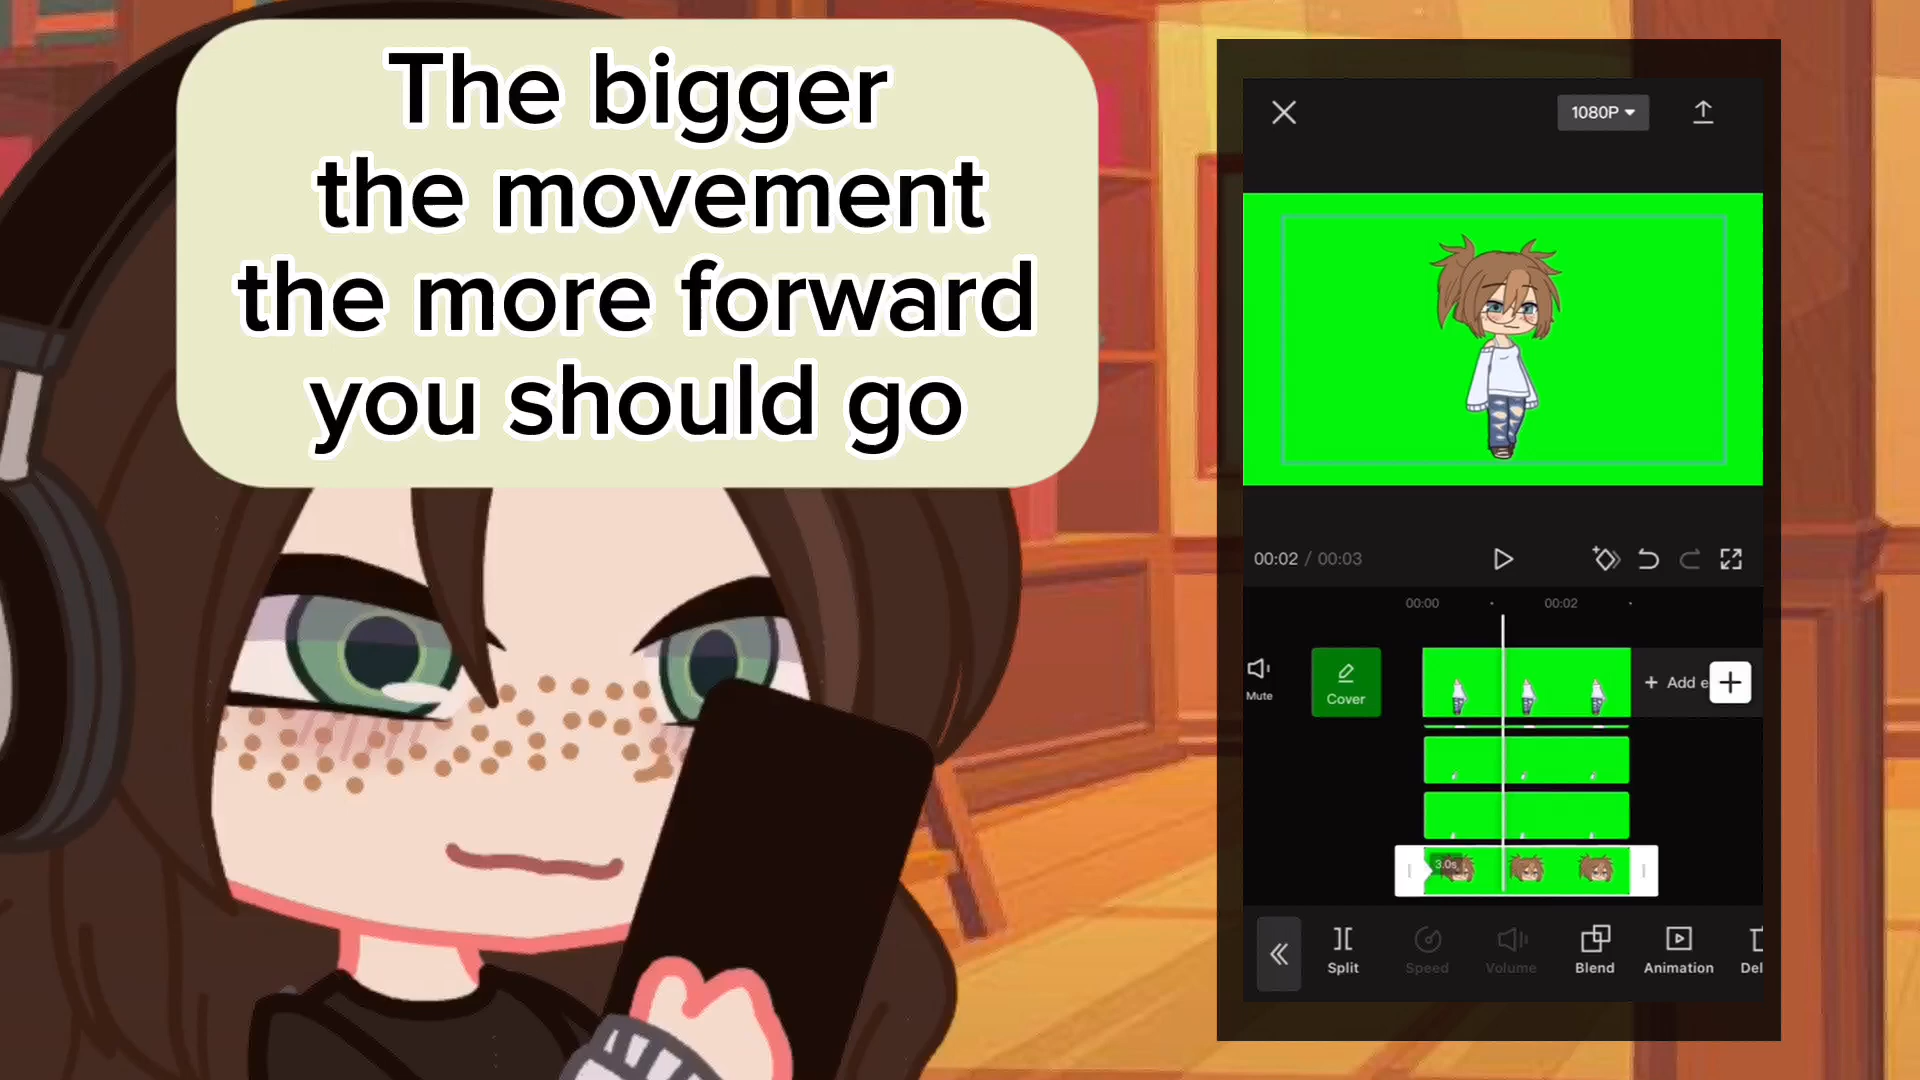 The bigger
the movement
the more forward
you should go
1080P
00:02 / 00:03
00:00
00:02
Mute
Cover
+ Add e
3.0s
Split
Speed
Volume
Blend
Animation
Del